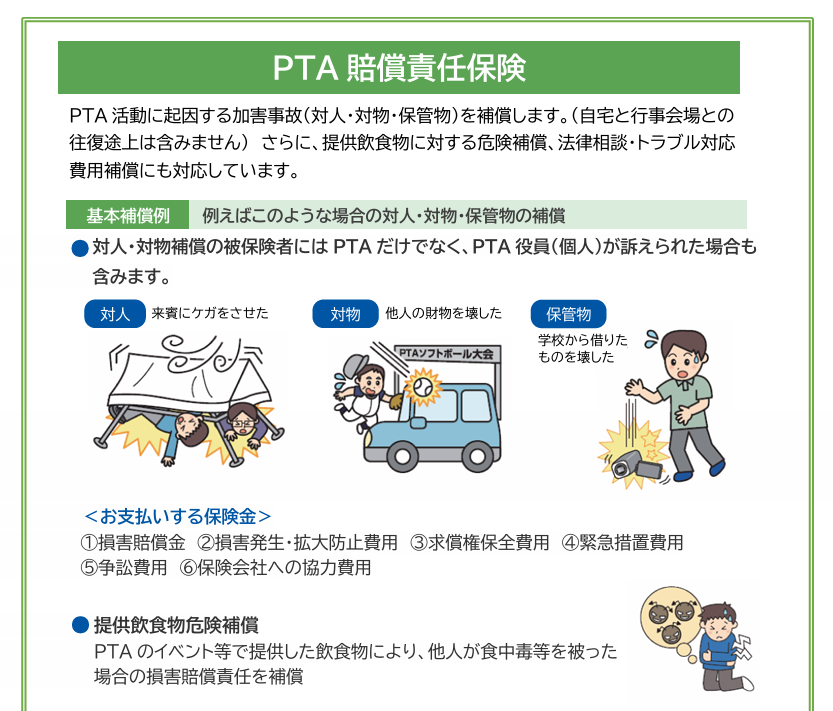 PTA 賠償責任保険
PTA 活動に起因する加害事故（対人・対物・保管物）を補償します。（自宅と行事会場との
往復途上は含みません） さらに、提供飲食物に対する危険補償、法律相談・トラブル対応
費用補償にも対応しています。
基本補償例 例えばこのような場合の対人・対物・保管物の補償
●対人・対物補償の被保険者には PTA だけでなく、PTA 役員（個人）が訴えられた場合も
含みます。
対人 来賓にケガをさせた
対物 他人の財物を壊した
保管物
学校から借りた
ものを壊した
PTAソフトボール大会
＜お支払いする保険金＞
①損害賠償金 ②損害発生・拡大防止費用 ③求償権保全費用 ④緊急措置費用
⑤争訟費用 ⑥保険会社への協力費用
●提供飲食物危険補償
PTA のイベント等で提供した飲食物により、他人が食中毒等を被った
場合の損害賠償責任を補償